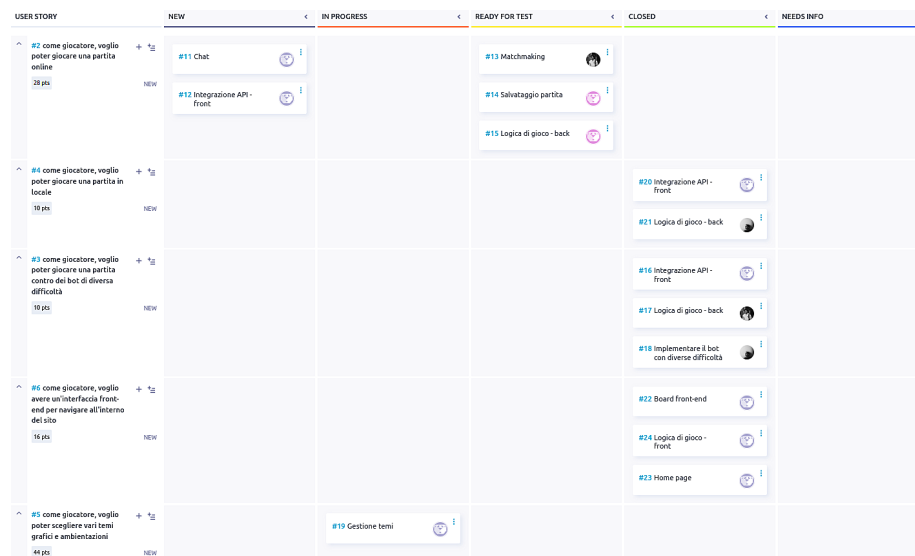 USER STORY
NEW
IN PROGRESS
READY FOR TEST
CLOSED
NEEDS INFO
#2 come giocatore, voglio
poter giocare una partita
online
28 pts
NEW
#11 Chat
#12 Integrazione API -
front
#13 Matchmaking
#14 Salvataggio partita
#15 Logica di gioco - back
#4 come giocatore, voglio
poter giocare una partita in
locale
10 pts
NEW
#20 Integrazione API -
front
#21 Logica di gioco - back
#3 come giocatore, voglio
poter giocare una partita
contro dei bot di diversa
difficoltà
10 pts
NEW
#16 Integrazione API -
front
#17 Logica di gioco - back
#18 Implementare il bot
con diverse difficoltà
#6 come giocatore, voglio
avere un'interfaccia front-
end per navigare all'interno
del sito
16 pts
NEW
#22 Board front-end
#24 Logica di gioco -
front
#23 Home page
#5 come giocatore, voglio
poter scegliere vari temi
grafici e ambientazioni
44 pts
NEW
#19 Gestione temi